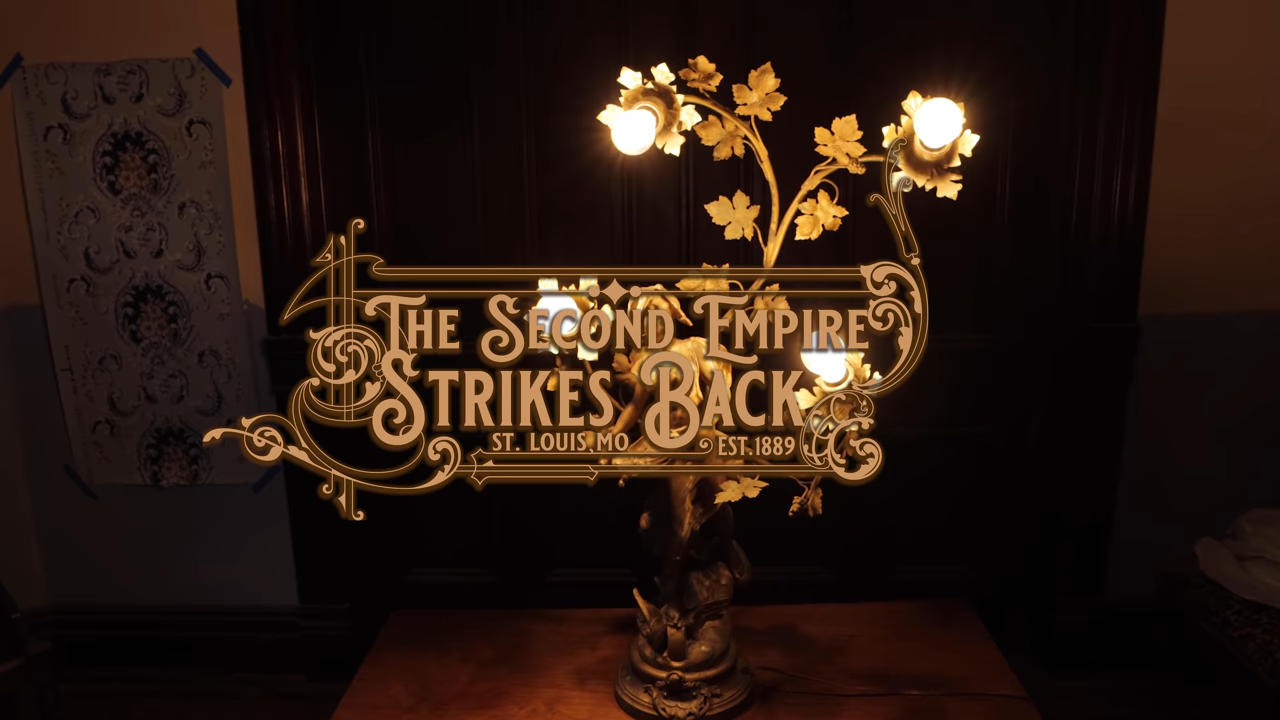 The Second Empire
Strikes Back
St. Louis, MO Est. 1889